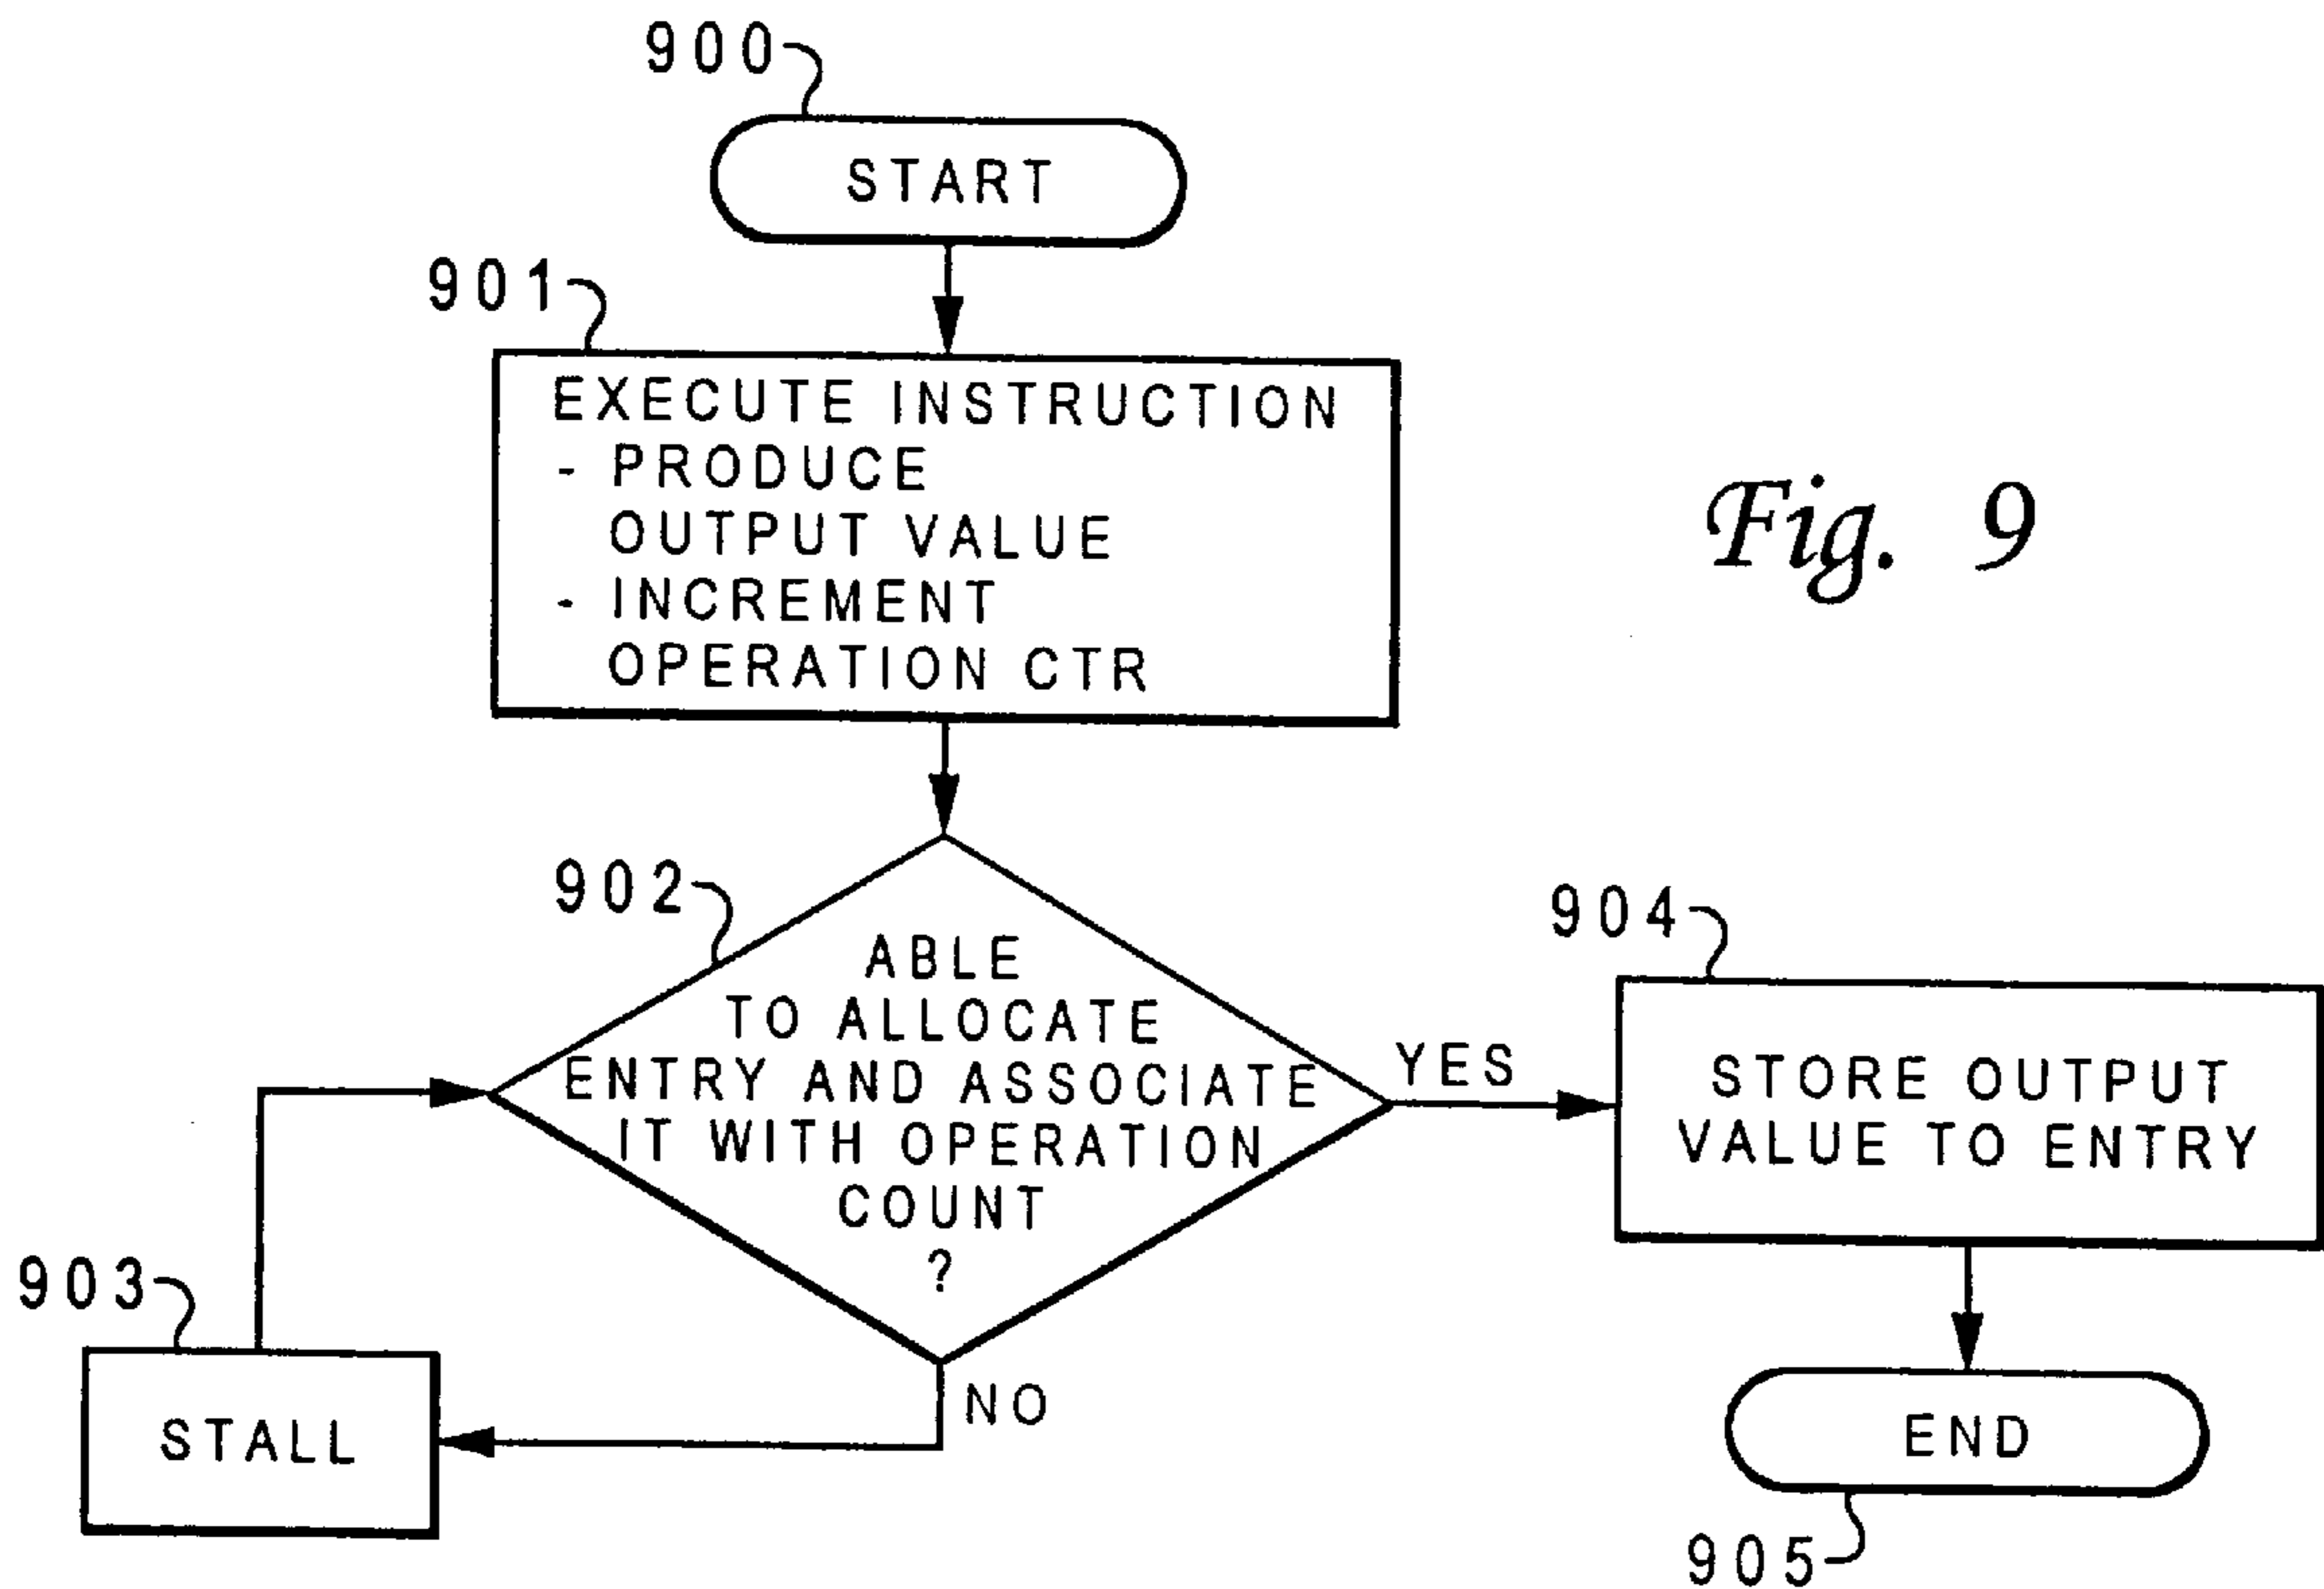 900
START
901
EXECUTE INSTRUCTION
- PRODUCE
OUTPUT VALUE
- INCREMENT
OPERATION CTR
Fig. 9
902
ABLE
TO ALLOCATE
ENTRY AND ASSOCIATE
IT WITH OPERATION
COUNT
?
YES
904
STORE OUTPUT
VALUE TO ENTRY
903
STALL
NO
END
905